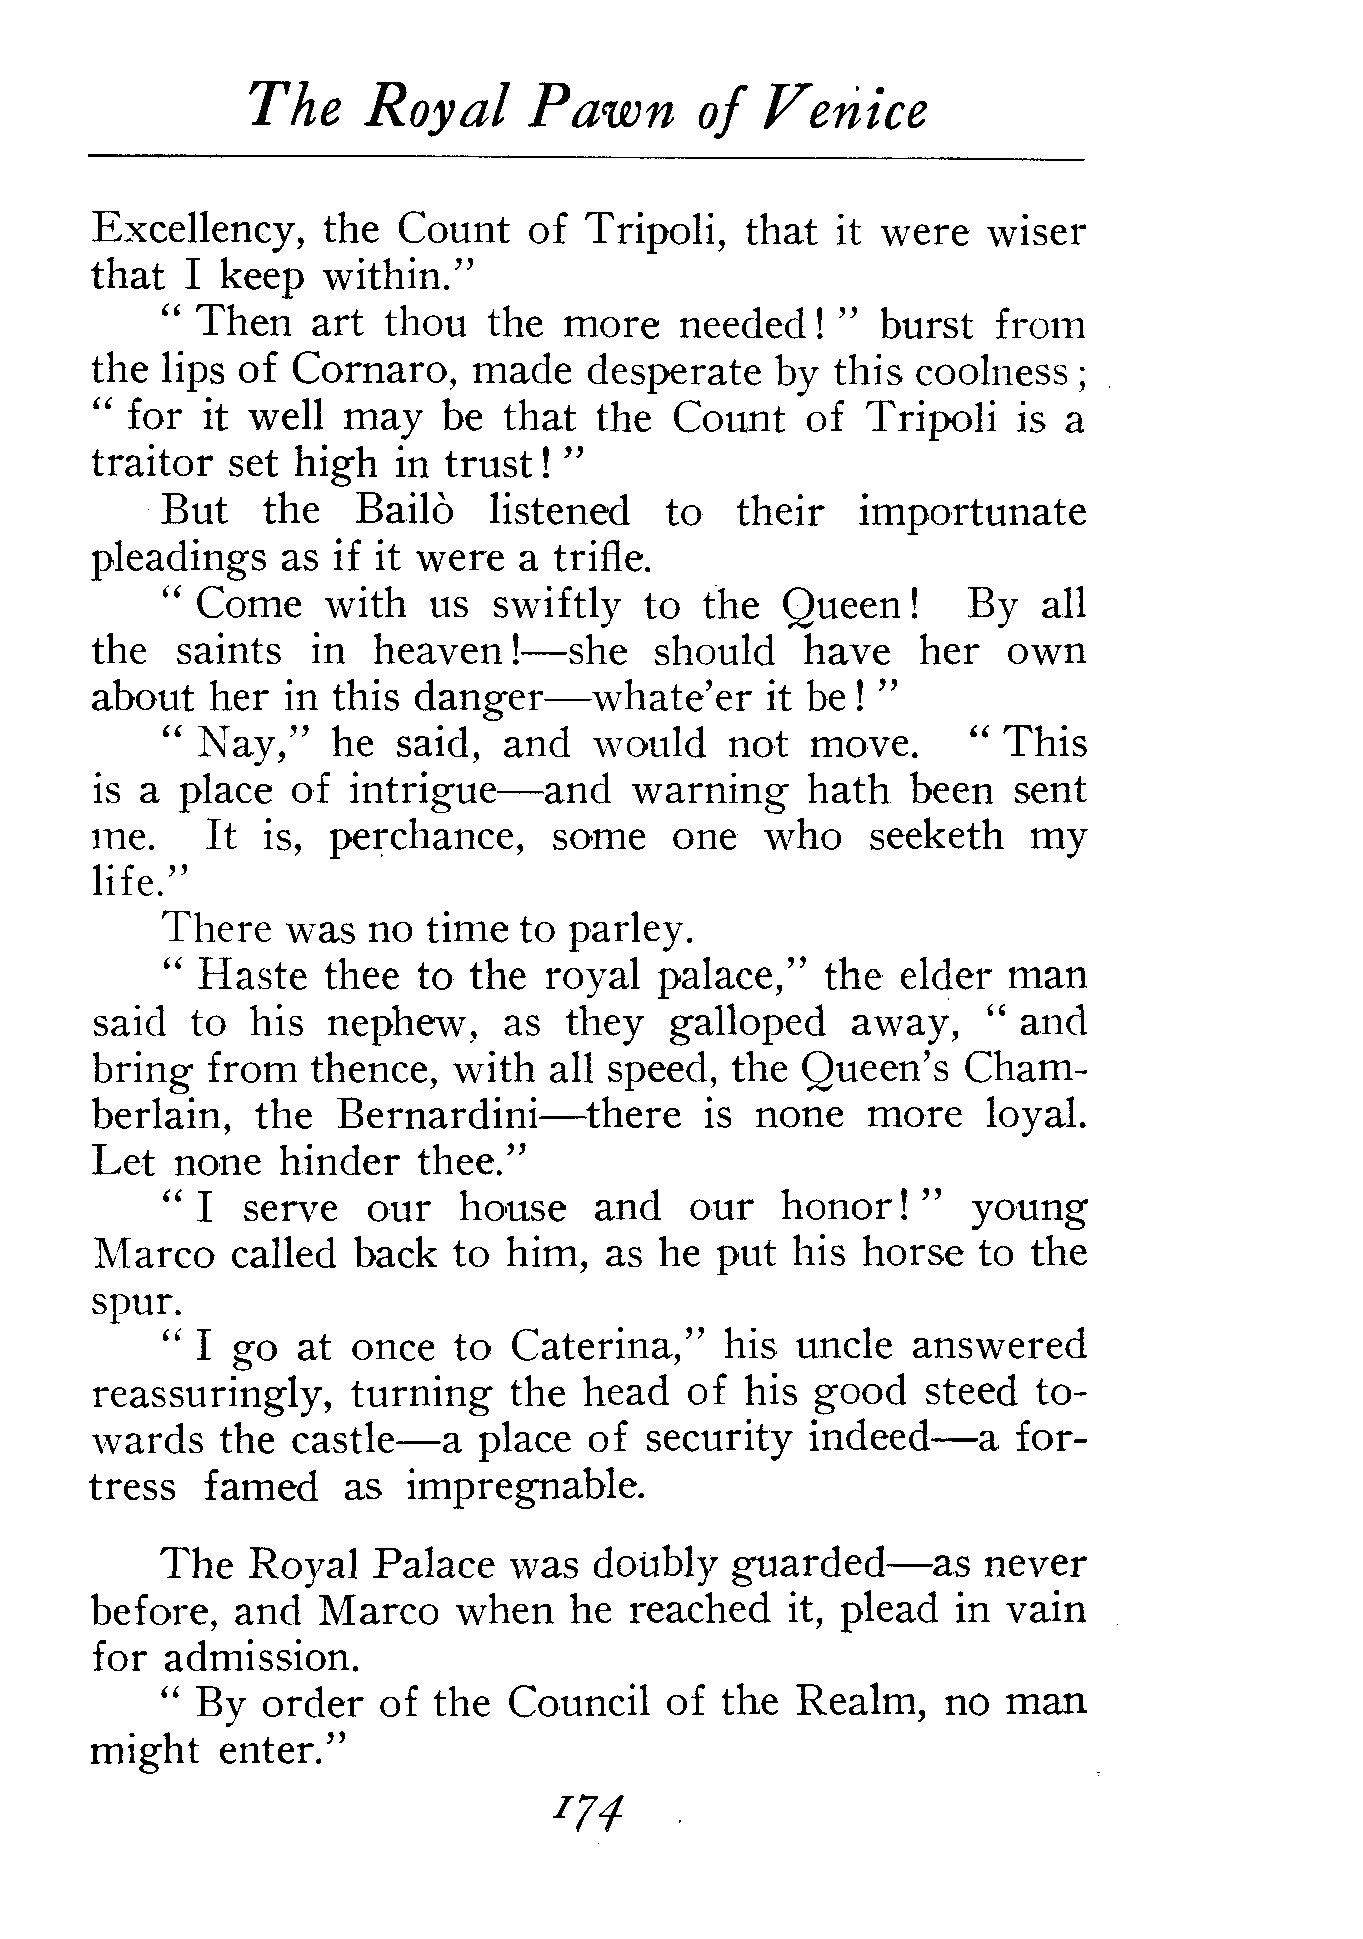 The Royal Pawn of Venice
Excellency, the Count of Tripoli, that it were wiser
that I keep within."
" Then art thou the more needed! " burst from
the lips of Cornaro, made desperate by this coolness ;
" for it well may be that the Count of Tripoli is a
traitor set high in trust! "
But the Bailò listened to their importunate
pleadings as if it were a trifle.
" Come with us swiftly to the Queen! By all
the saints in heaven!—she should have her own
about her in this danger—whate'er it be! "
" Nay," he said, and would not move. " This
is a place of intrigue—and warning hath been sent
me. It is, perchance, some one who seeketh my
life."
There was no time to parley.
" Haste thee to the royal palace," the elder man
said to his nephew, as they galloped away, " and
bring from thence, with all speed, the Queen's Cham-
berlain, the Bernardini—there is none more loyal.
Let none hinder thee."
" I serve our house and our honor! " young
Marco called back to him, as he put his horse to the
spur.
" I go at once to Caterina," his uncle answered
reassuringly, turning the head of his good steed to-
wards the castle—a place of security indeed—a for-
tress famed as impregnable.
The Royal Palace was doubly guarded—as never
before, and Marco when he reached it, plead in vain
for admission.
" By order of the Council of the Realm, no man
might enter."
174